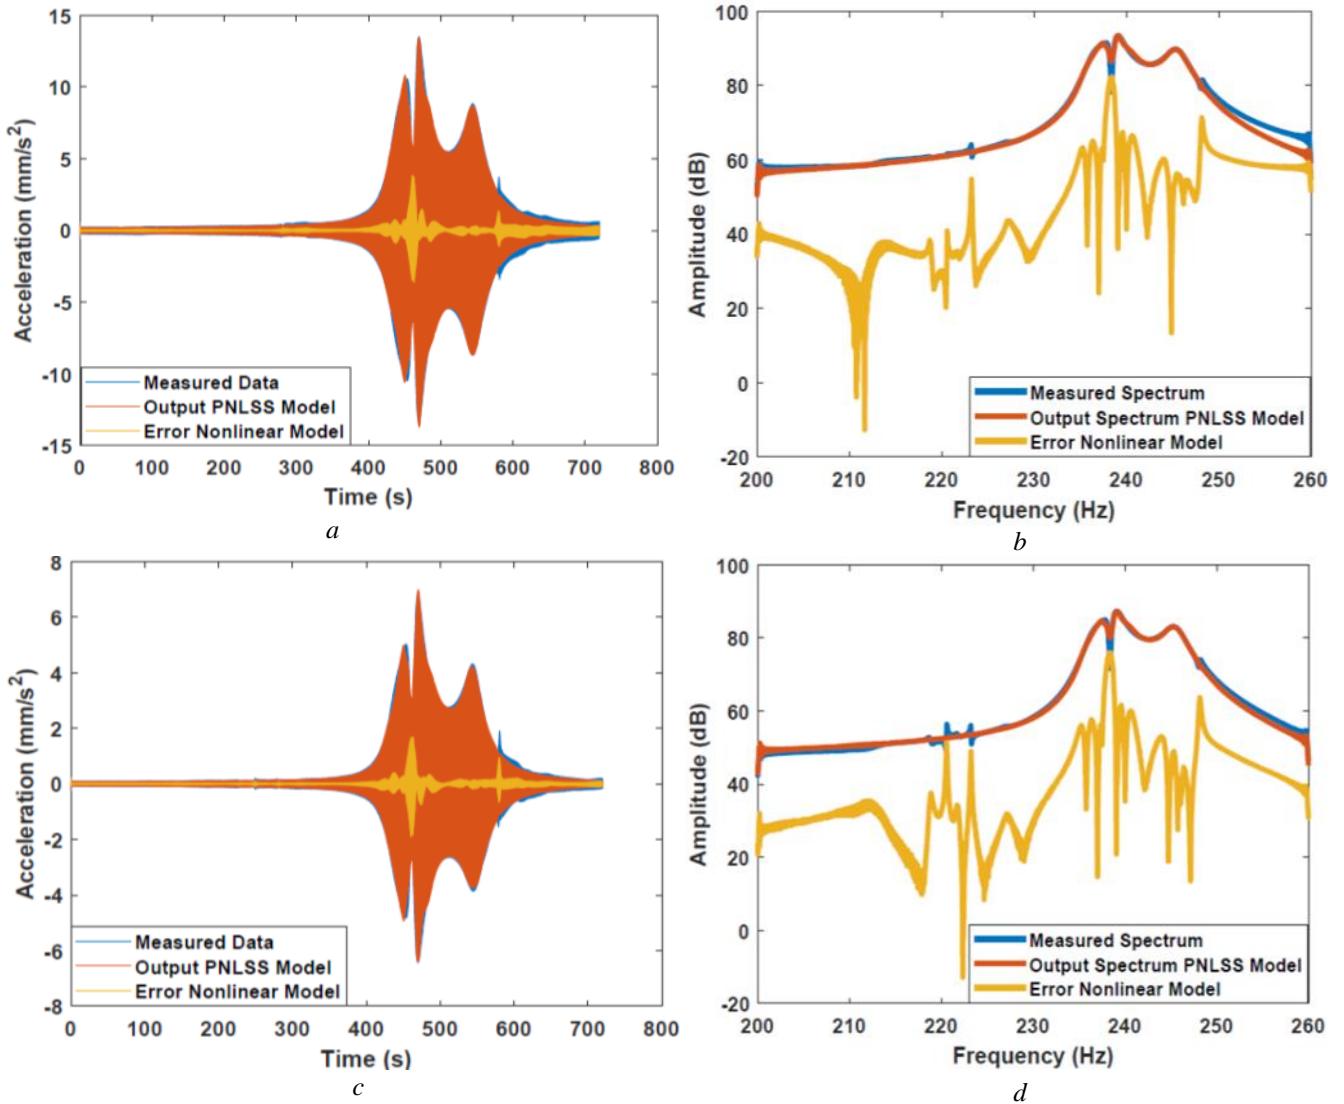 15
10
5
0
-5
-10
-15
Acceleration (mm/s²)
Measured Data
Output PNLSS Model
Error Nonlinear Model
0 100 200 300 400 500 600 700 800
Time (s)
a
100
80
60
40
20
0
-20
Amplitude (dB)
Measured Spectrum
Output Spectrum PNLSS Model
Error Nonlinear Model
200 210 220 230 240 250 260
Frequency (Hz)
b
8
6
4
2
0
-2
-4
-6
-8
Acceleration (mm/s²)
Measured Data
Output PNLSS Model
Error Nonlinear Model
0 100 200 300 400 500 600 700 800
Time (s)
c
100
80
60
40
20
0
-20
Amplitude (dB)
Measured Spectrum
Output Spectrum PNLSS Model
Error Nonlinear Model
200 210 220 230 240 250 260
Frequency (Hz)
d